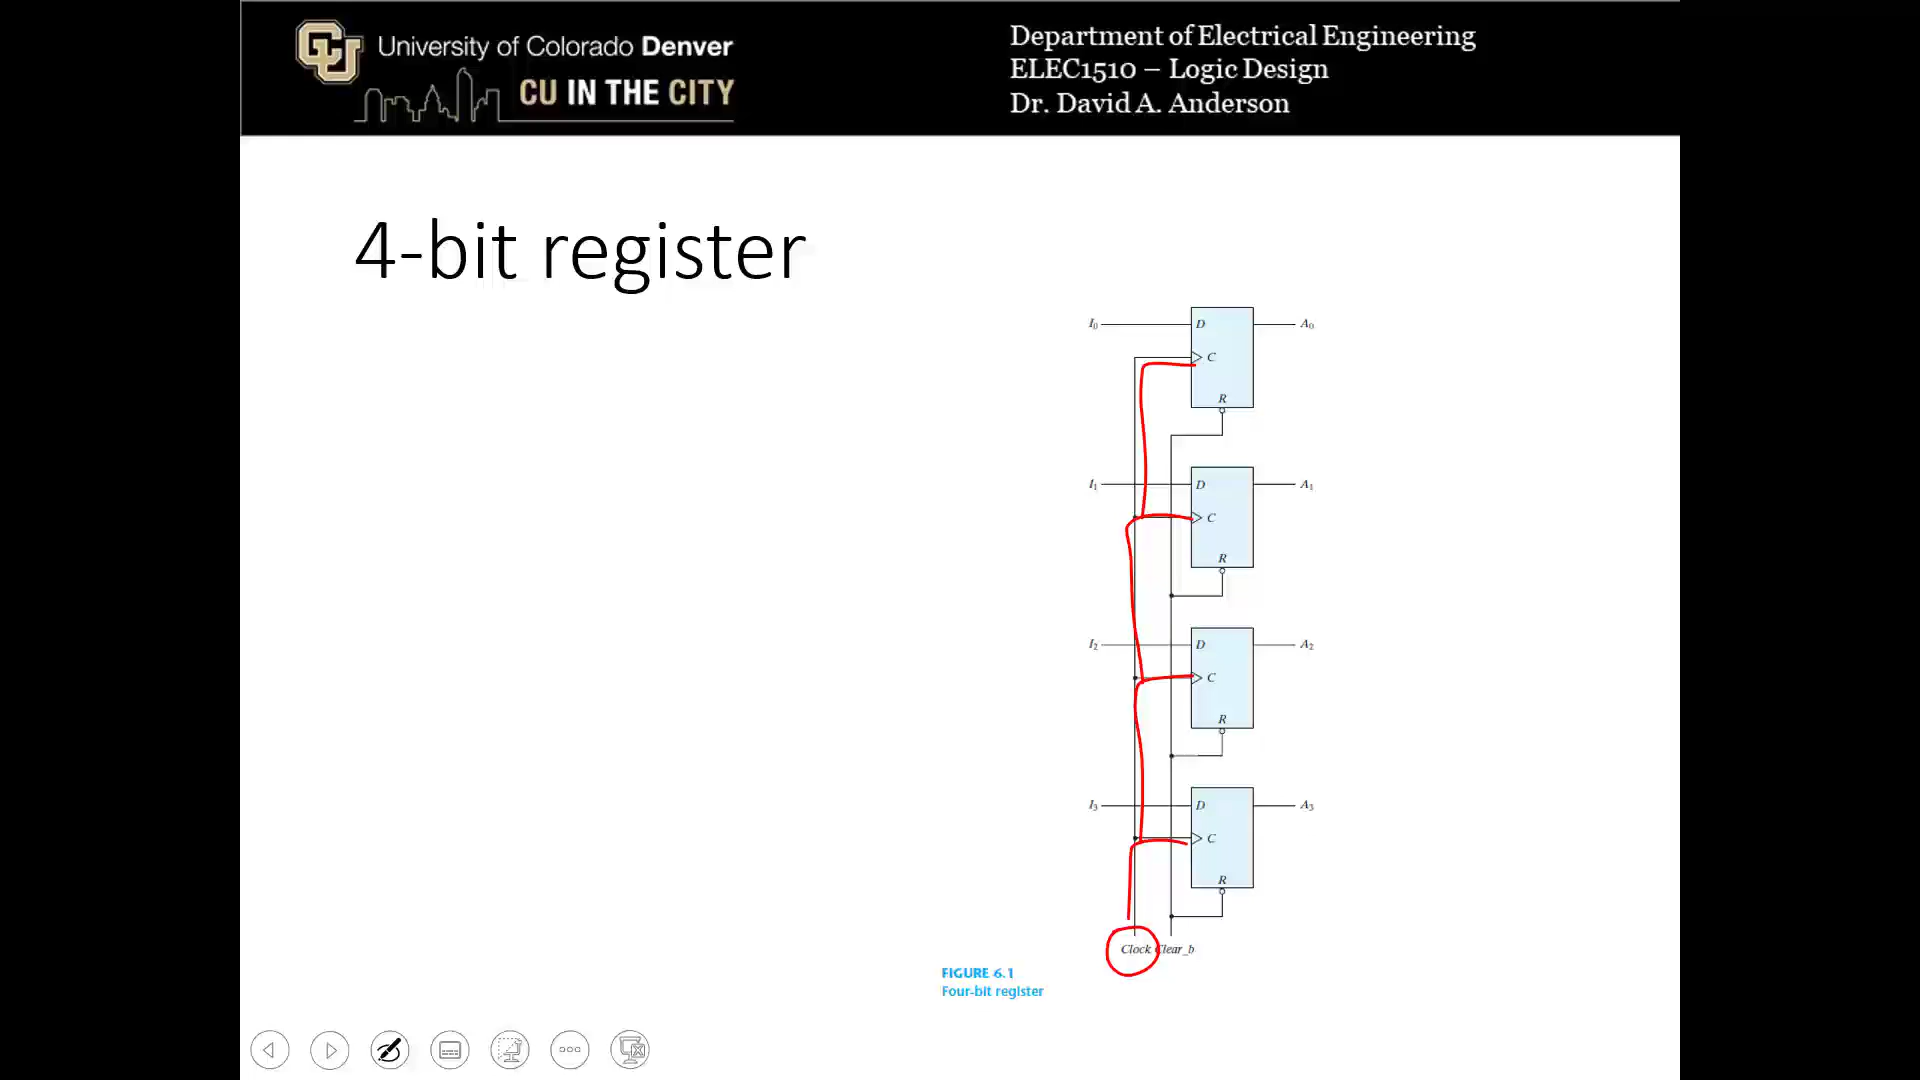 University of Colorado Denver
CU IN THE CITY
Department of Electrical Engineering
ELEC1510 – Logic Design
Dr. David A. Anderson
4-bit register
I0 D A0
C
R
I1 D A1
C
R
I2 D A2
C
R
I3 D A3
C
R
Clock Clear_b
FIGURE 6.1
Four-bit register